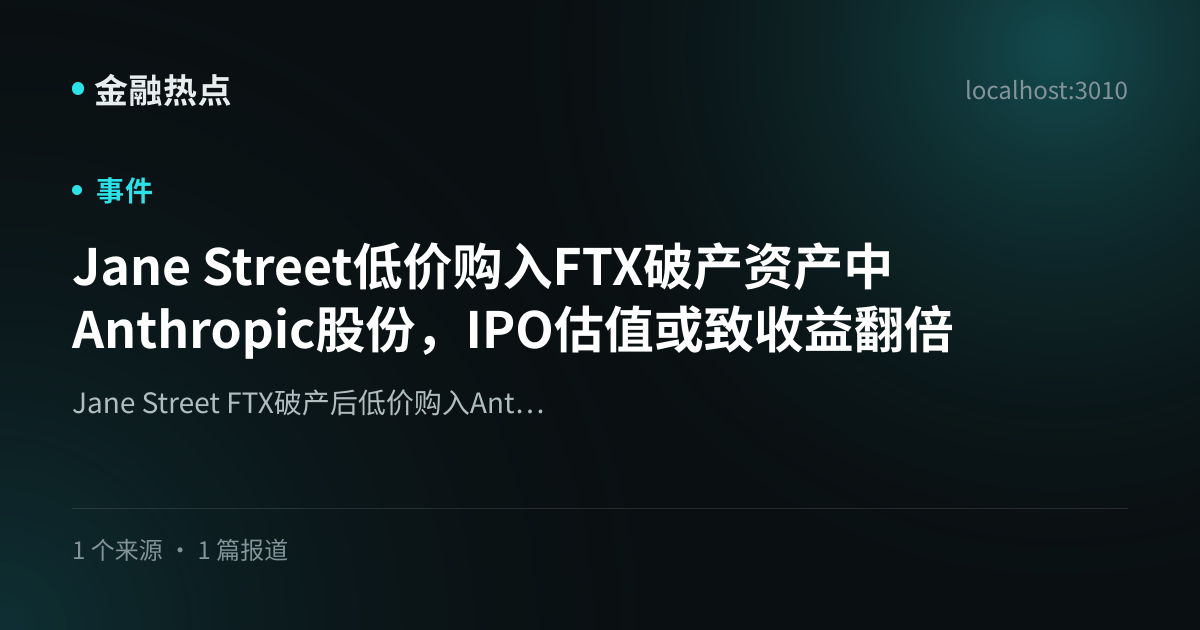 金融热点
localhost:3010
事件
Jane Street低价购入FTX破产资产中
Anthropic股份，IPO估值或致收益翻倍
Jane Street FTX破产后低价购入Ant…
1 个来源 · 1 篇报道